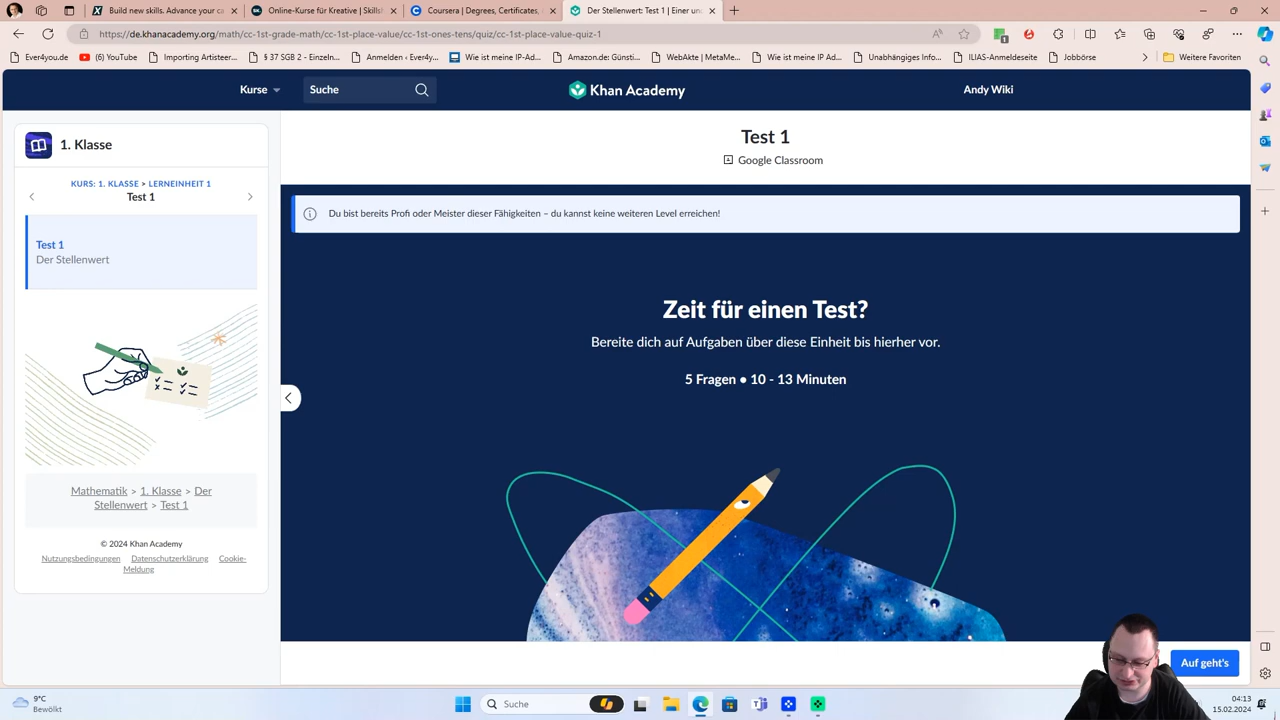 Build new skills. Advance your ca
Online-Kurse für Kreative | Skills
Coursera | Degrees, Certificates,
Der Stellenwert: Test 1 | Einer un
https://de.khanacademy.org/math/cc-1st-grade-math/cc-1st-place-value/cc-1st-ones-tens/quiz/cc-1st-place-value-quiz-1
Ever4you.de
(6) YouTube
Importing Artisteer...
§ 37 SGB 2 - Einzeln...
Anmelden ‹ Ever4y...
Wie ist meine IP-Ad...
Amazon.de: Günsti...
WebAkte | MetaMe...
Wie ist meine IP Ad...
Unabhängiges Info...
ILIAS-Anmeldeseite
Jobbörse
Weitere Favoriten
Kurse
Suche
Khan Academy
Andy Wiki
1. Klasse
KURS: 1. KLASSE > LERNEINHEIT 1
Test 1
Test 1
Der Stellenwert
Mathematik > 1. Klasse > Der
Stellenwert > Test 1
© 2024 Khan Academy
Nutzungsbedingungen Datenschutzerklärung Cookie-
Meldung
Test 1
Google Classroom
Du bist bereits Profi oder Meister dieser Fähigkeiten – du kannst keine weiteren Level erreichen!
Zeit für einen Test?
Bereite dich auf Aufgaben über diese Einheit bis hierher vor.
5 Fragen • 10 - 13 Minuten
Auf geht's
9°C
Bewölkt
Suche
04:13
15.02.2024